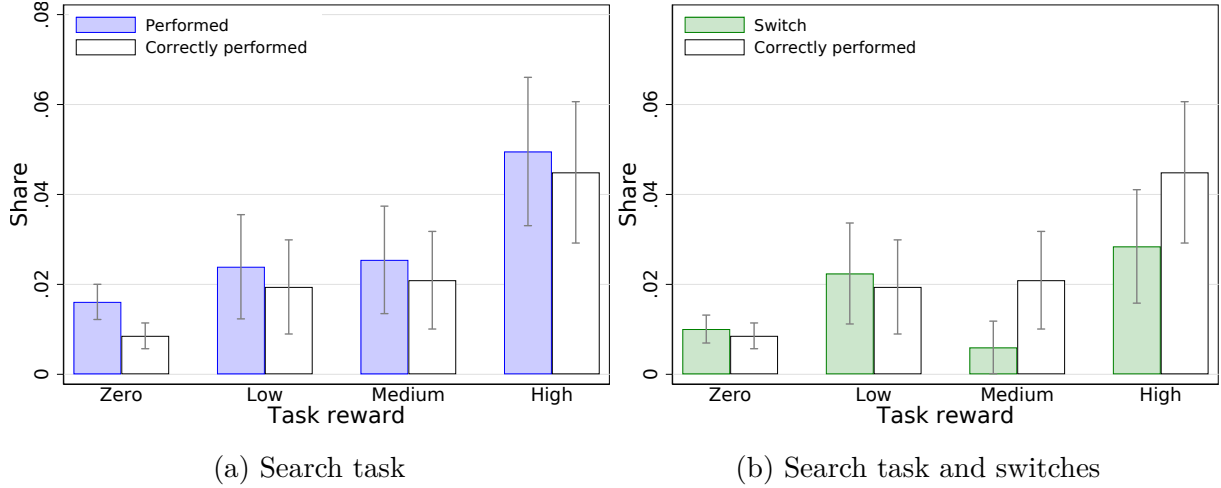 Performed
Correctly performed
Share
.08
.06
.04
.02
0
Zero
Low
Medium
High
Task reward
(a) Search task
Switch
Correctly performed
Share
.08
.06
.04
.02
0
Zero
Low
Medium
High
Task reward
(b) Search task and switches